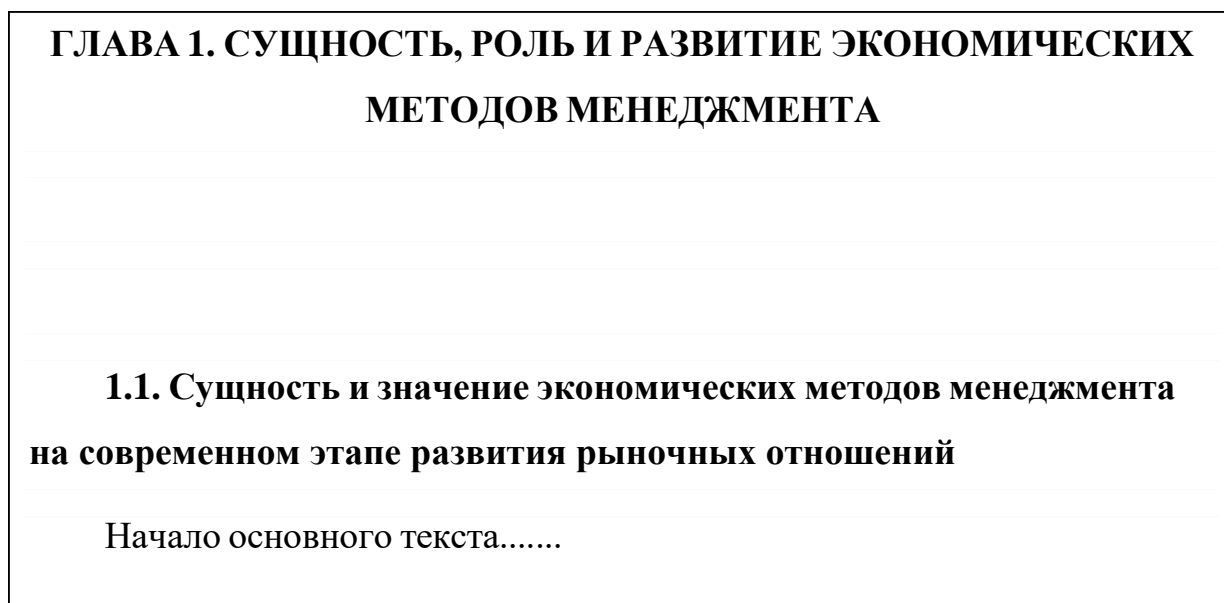 ГЛАВА 1. СУЩНОСТЬ, РОЛЬ И РАЗВИТИЕ ЭКОНОМИЧЕСКИХ
МЕТОДОВ МЕНЕДЖМЕНТА
1.1. Сущность и значение экономических методов менеджмента
на современном этапе развития рыночных отношений
Начало основного текста.......